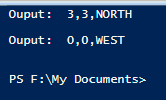 Ouput:  3,3,NORTH
Ouput:  0,0,WEST
PS F:\My Documents>